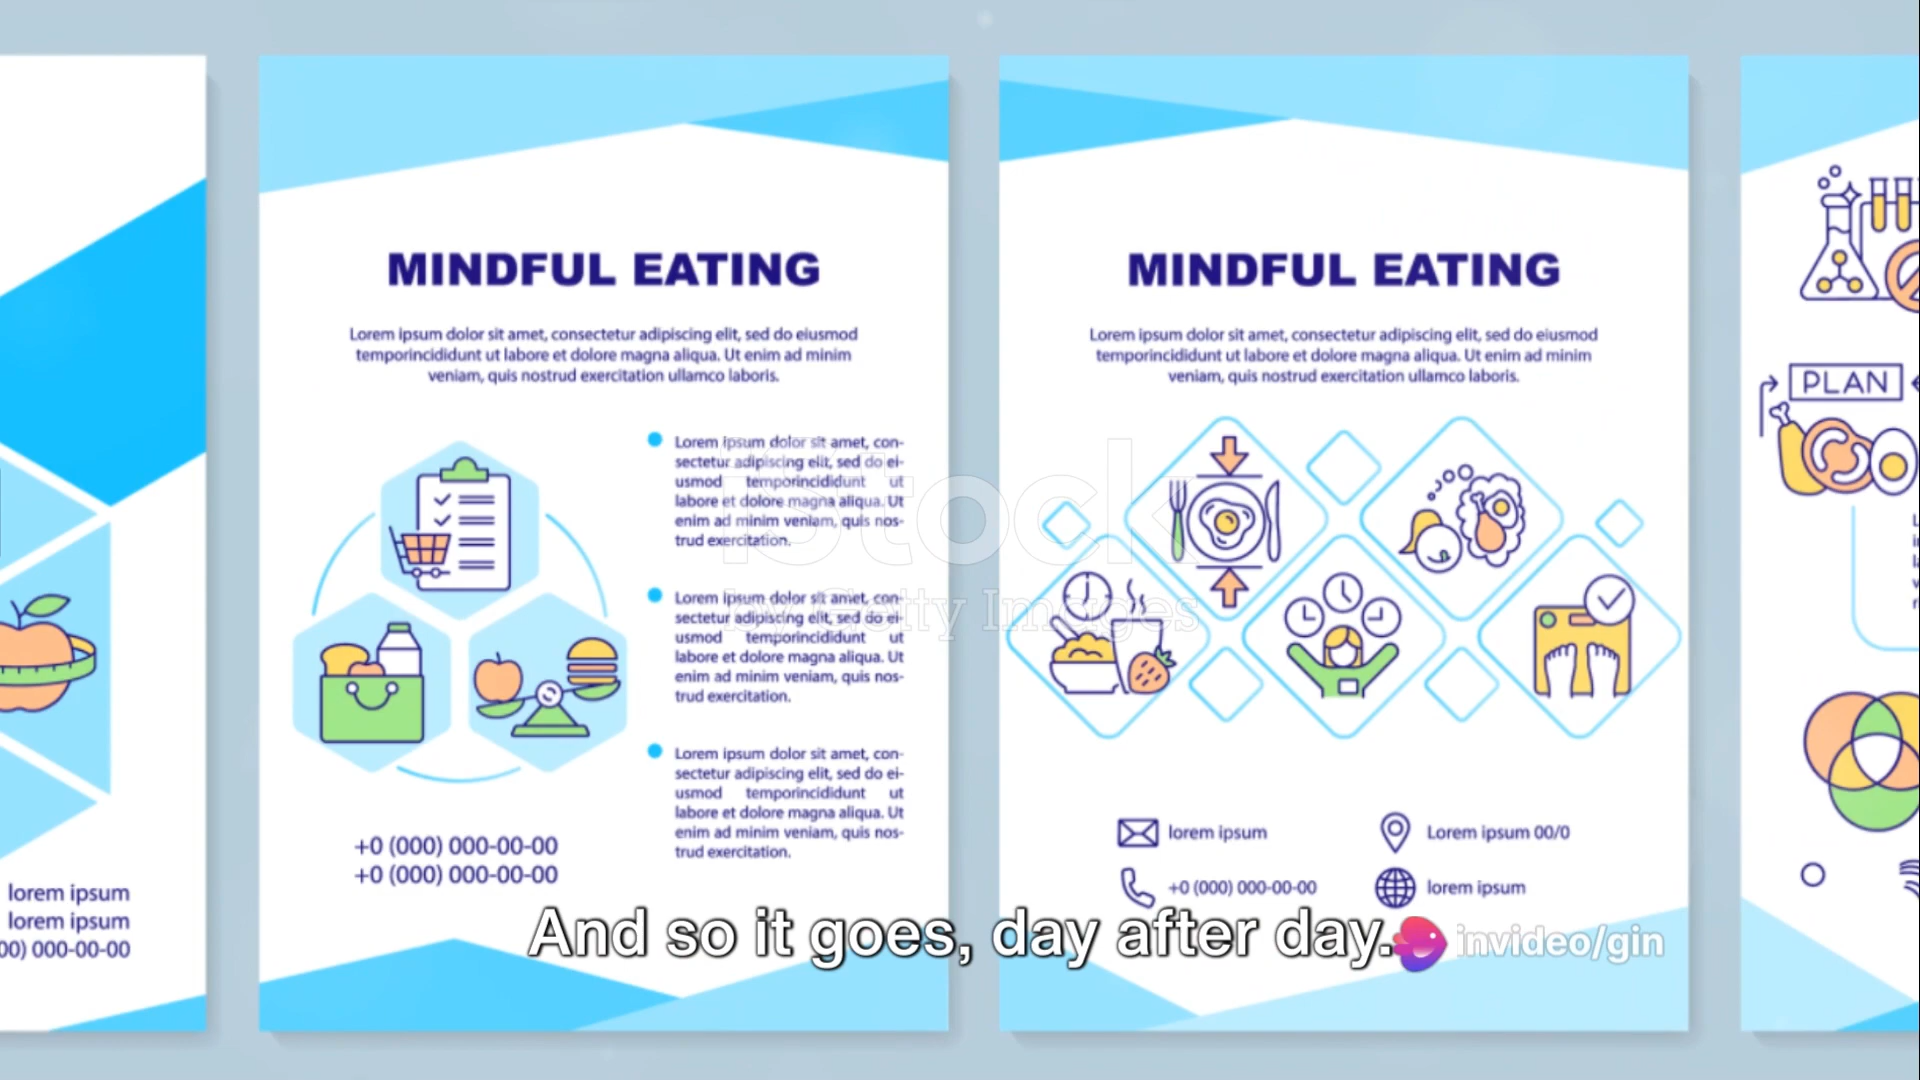 lorem ipsum
lorem ipsum
00) 000-00-00
MINDFUL EATING
Lorem ipsum dolor sit amet, consectetur adipiscing elit, sed do eiusmod
temporincididunt ut labore et dolore magna aliqua. Ut enim ad minim
veniam, quis nostrud exercitation ullamco laboris.
Lorem ipsum dolor sit amet, con-
sectetur adipiscing elit, sed do ei-
usmod temporincididunt ut
labore et dolore magna aliqua. Ut
enim ad minim veniam, quis nos-
trud exercitation.
Lorem ipsum dolor sit amet, con-
sectetur adipiscing elit, sed do ei-
usmod temporincididunt ut
labore et dolore magna aliqua. Ut
enim ad minim veniam, quis nos-
trud exercitation.
Lorem ipsum dolor sit amet, con-
sectetur adipiscing elit, sed do ei-
usmod temporincididunt ut
labore et dolore magna aliqua. Ut
enim ad minim veniam, quis nos-
trud exercitation.
+0 (000) 000-00-00
+0 (000) 000-00-00
MINDFUL EATING
Lorem ipsum dolor sit amet, consectetur adipiscing elit, sed do eiusmod
temporincididunt ut labore et dolore magna aliqua. Ut enim ad minim
veniam, quis nostrud exercitation ullamco laboris.
lorem ipsum
Lorem ipsum 00/0
+0 (000) 000-00-00
lorem ipsum
PLAN
iStock
by Getty Images
And so it goes, day after day.
invideo/gin